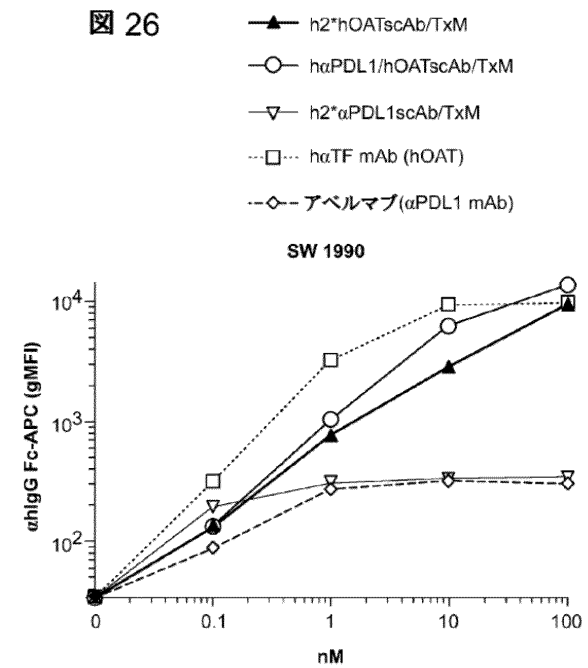 図 26
h2*hOATscAb/TxM
hαPDL1/hOATscAb/TxM
h2*αPDL1scAb/TxM
hαTF mAb (hOAT)
アベルマブ(αPDL1 mAb)
SW 1990
αhIgG Fc-APC (gMFI)
10⁴
10³
10²
0 0.1 1 10 100
nM